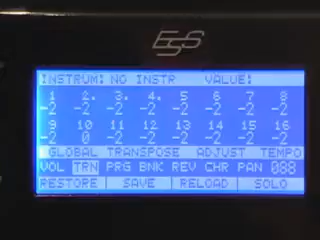 ESS
INSTRUM: NO INSTR VALUE:
1 2. 3. 4. 5 6 7 8
-2 -2 -2 -2 -2 -2 -2 -2
9 10 11 12 13 14 15 16
-2 0 -2 -2 -2 -2 -2 -2
GLOBAL TRANSPOSE ADJUST TEMPO
VOL TRN PRG BNK REV CHR PAN 088
RESTORE SAVE RELOAD SOLO